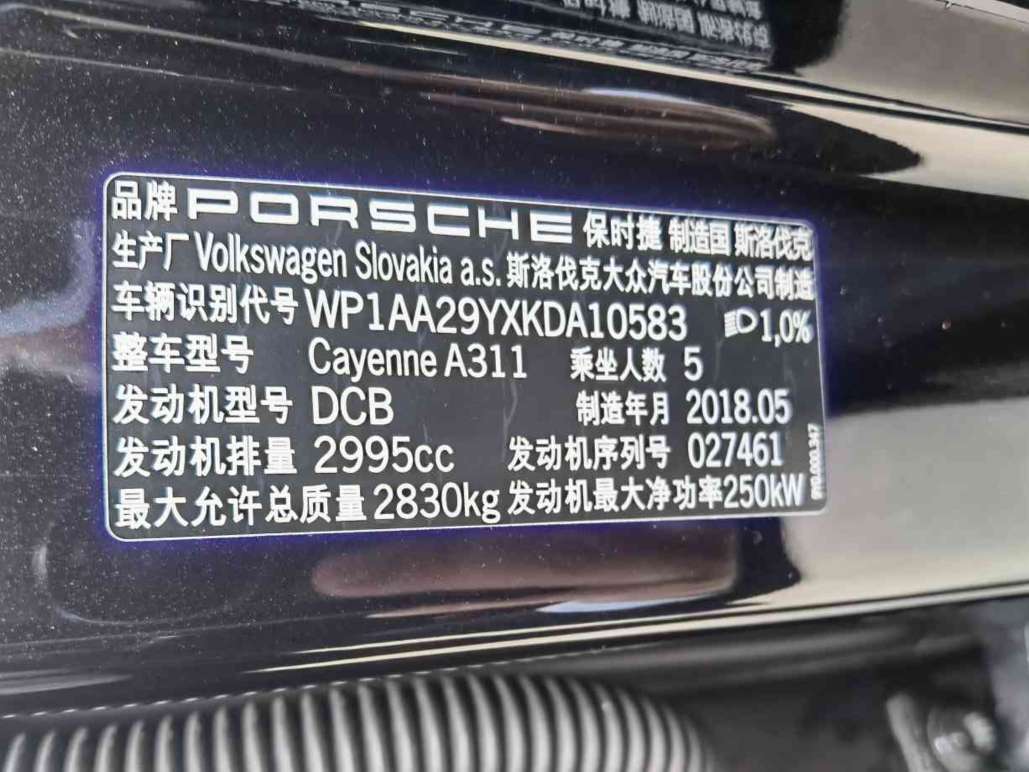 品牌 PORSCHE 保时捷 制造国 斯洛伐克
生产厂 Volkswagen Slovakia a.s. 斯洛伐克大众汽车股份公司制造
车辆识别代号 WP1AA29YXKDA10583 1,0%
整车型号 Cayenne A311 乘坐人数 5
发动机型号 DCB 制造年月 2018.05
发动机排量 2995cc 发动机序列号 027461
最大允许总质量 2830kg 发动机最大净功率 250kW